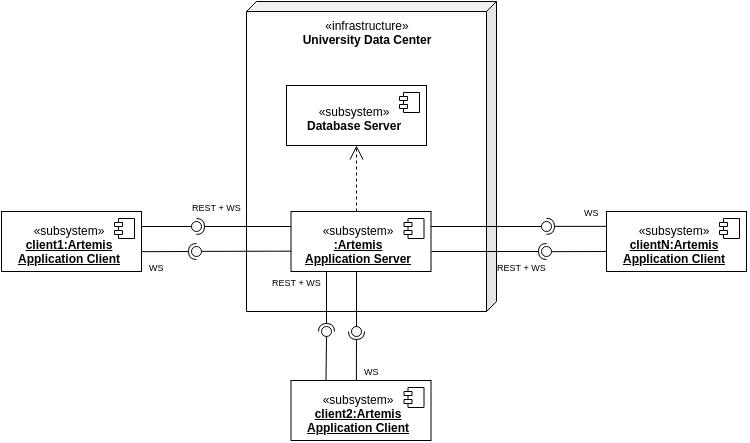 «infrastructure»
University Data Center
«subsystem»
Database Server
REST + WS
WS
«subsystem»
client1:Artemis
Application Client
«subsystem»
:Artemis
Application Server
«subsystem»
clientN:Artemis
Application Client
WS
REST + WS
REST + WS
WS
«subsystem»
client2:Artemis
Application Client